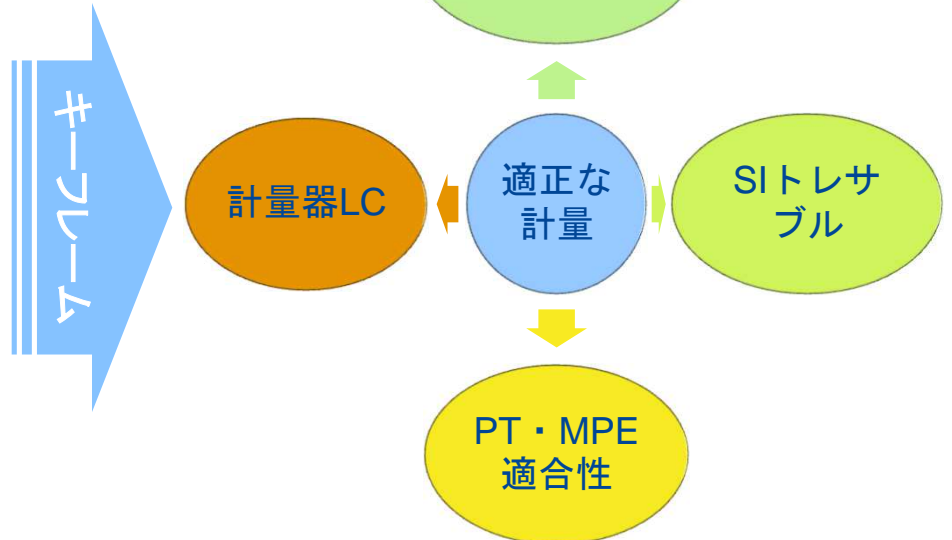 キーフレーム
計量器LC
適正な
計量
SIトレサ
ブル
PT・MPE
適合性